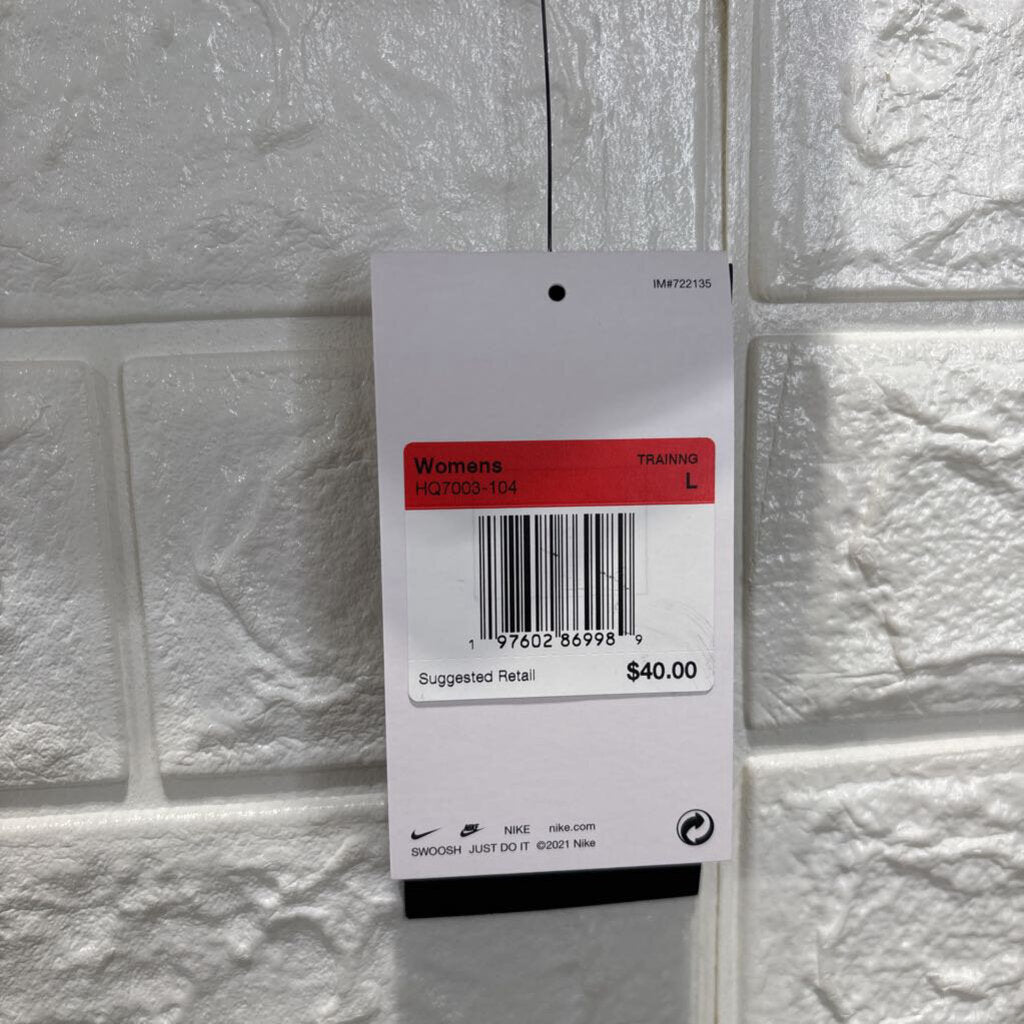 IM#722135
Womens TRAINNG
HQ7003-104 L
1 97602 86998 9
Suggested Retail $40.00
NIKE nike.com
SWOOSH JUST DO IT ©2021 Nike